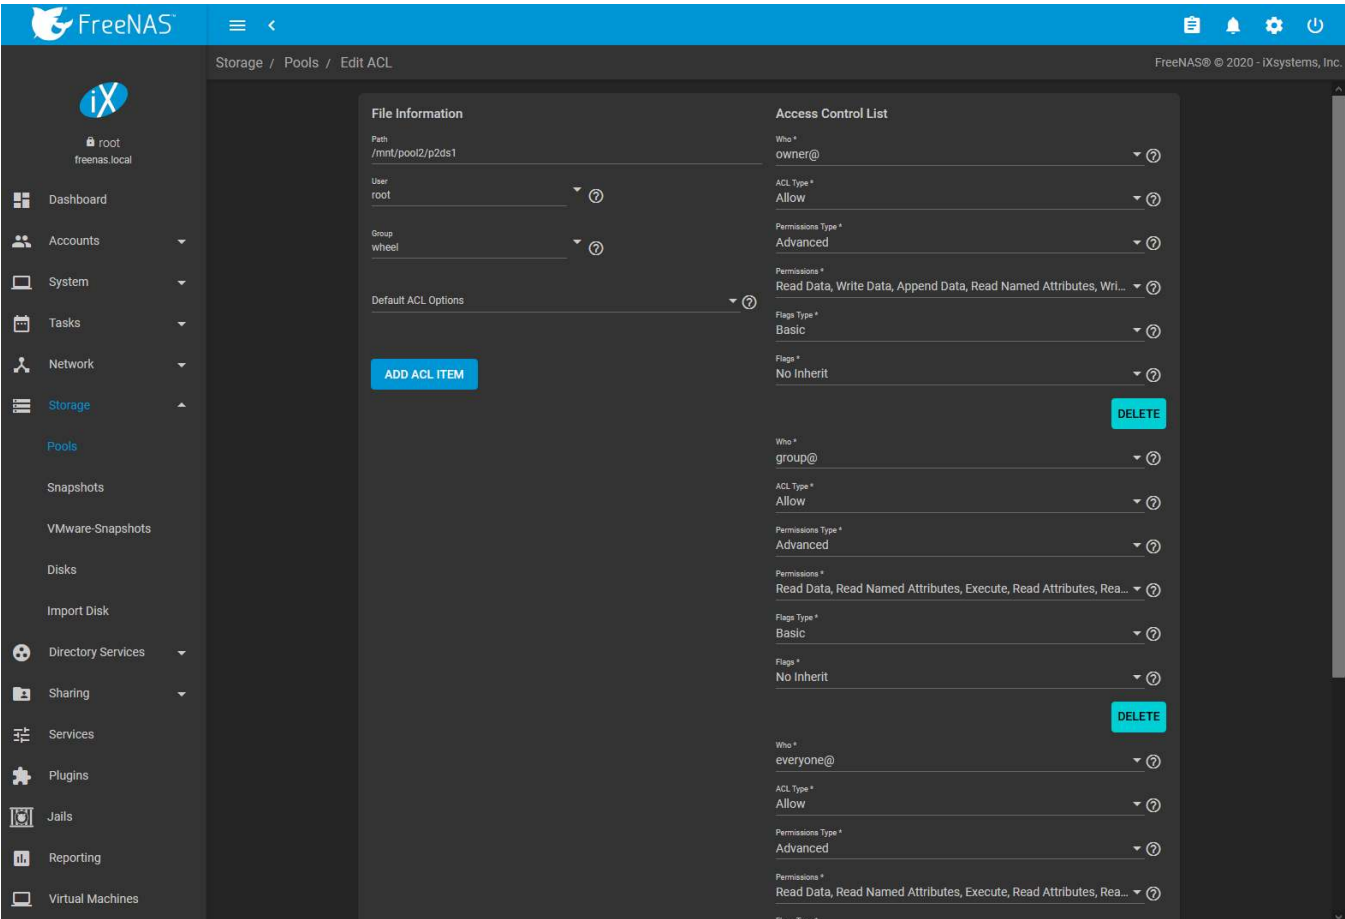 FreeNAS
Storage / Pools / Edit ACL
FreeNAS® © 2020 - iXsystems, Inc.
iX
root
freenas.local
Dashboard
Accounts
System
Tasks
Network
Storage
Pools
Snapshots
VMware-Snapshots
Disks
Import Disk
Directory Services
Sharing
Services
Plugins
Jails
Reporting
Virtual Machines
File Information
Path
/mnt/pool2/p2ds1
User
root
Group
wheel
Default ACL Options
ADD ACL ITEM
Access Control List
Who *
owner@
ACL Type *
Allow
Permissions Type *
Advanced
Permissions *
Read Data, Write Data, Append Data, Read Named Attributes, Wri...
Flags Type *
Basic
Flags *
No Inherit
DELETE
Who *
group@
ACL Type *
Allow
Permissions Type *
Advanced
Permissions *
Read Data, Read Named Attributes, Execute, Read Attributes, Rea...
Flags Type *
Basic
Flags *
No Inherit
DELETE
Who *
everyone@
ACL Type *
Allow
Permissions Type *
Advanced
Permissions *
Read Data, Read Named Attributes, Execute, Read Attributes, Rea...